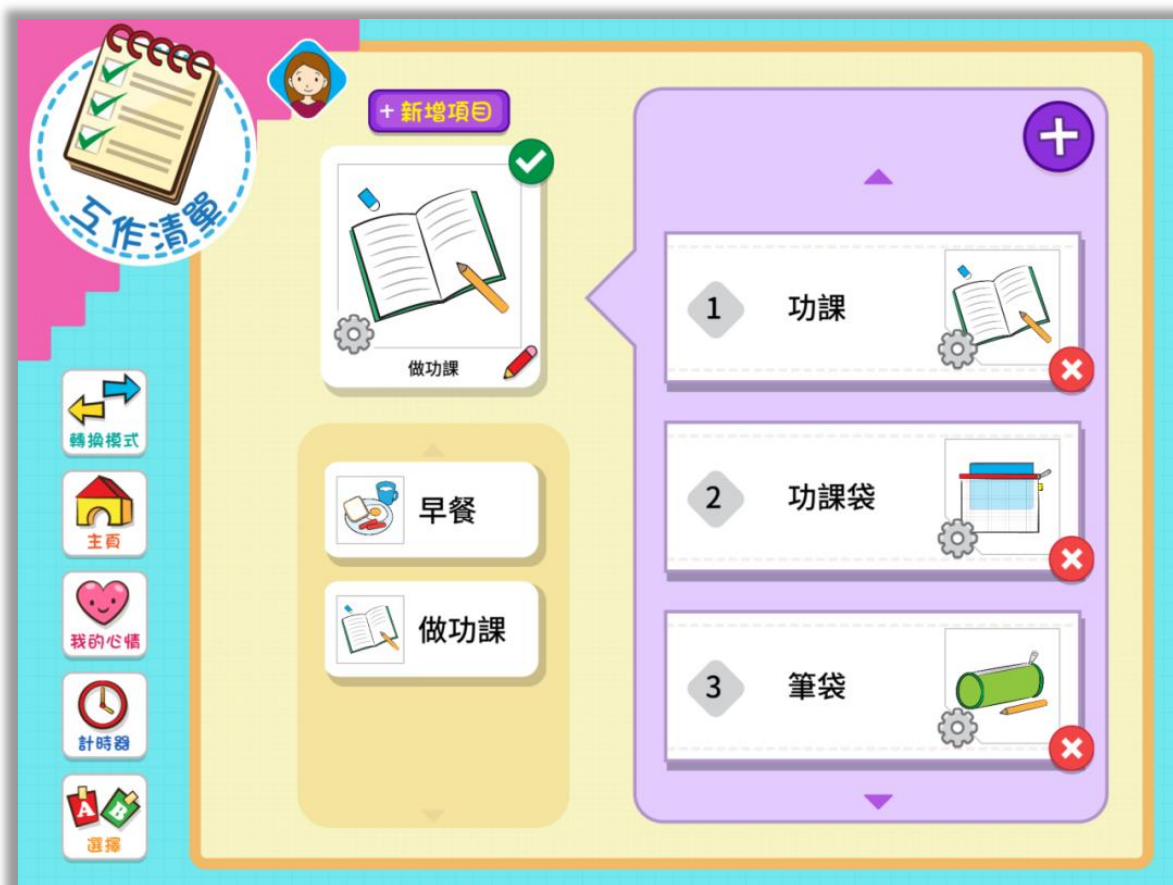 工作清單
+ 新增項目
做功課
早餐
做功課
1 功課
2 功課袋
3 筆袋
轉換模式
主頁
我的心情
計時器
A B
選擇